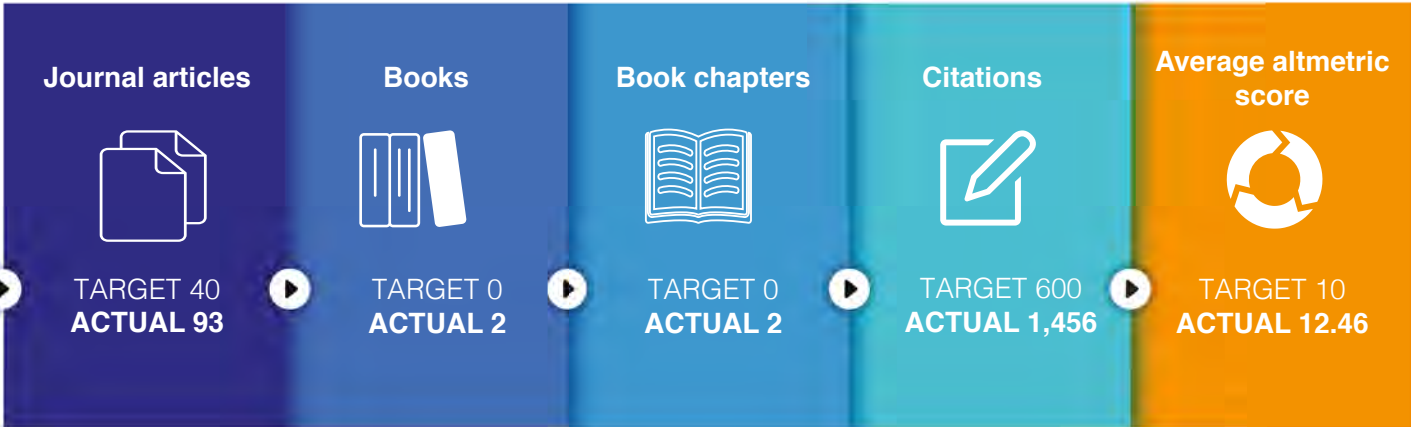 Journal articles
TARGET 40
ACTUAL 93
Books
TARGET 0
ACTUAL 2
Book chapters
TARGET 0
ACTUAL 2
Citations
TARGET 600
ACTUAL 1,456
Average altmetric
score
TARGET 10
ACTUAL 12.46